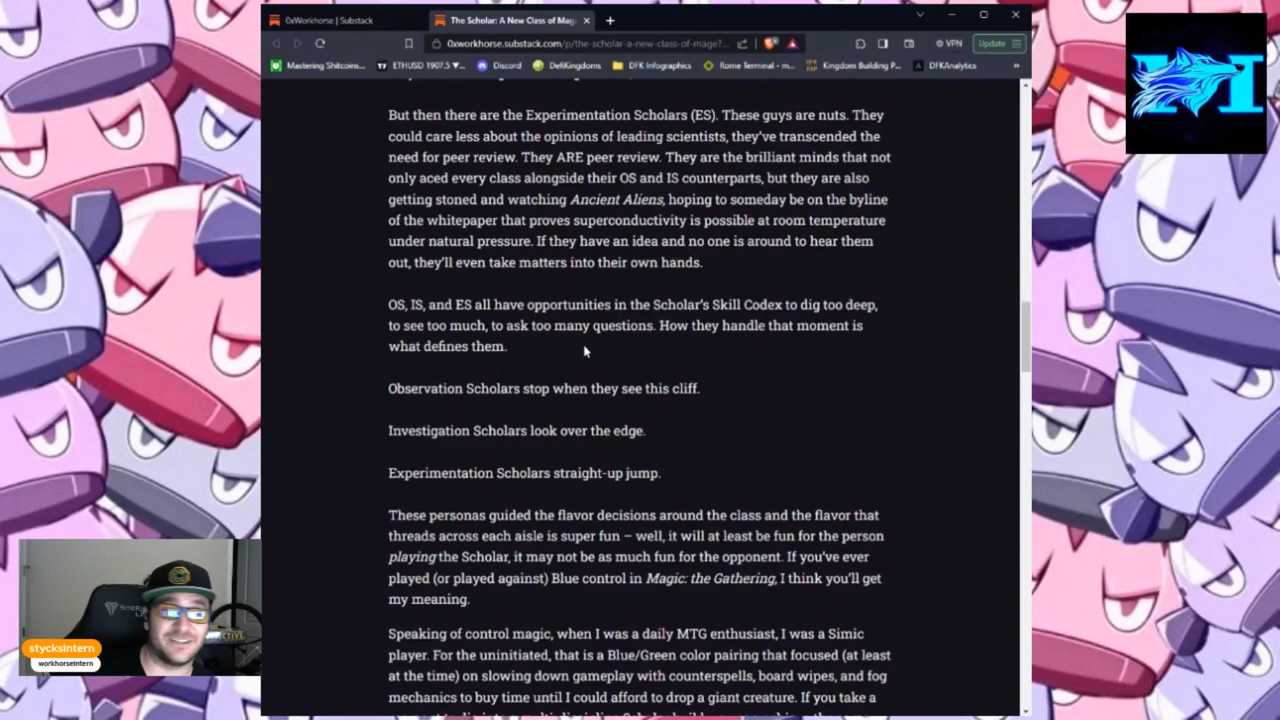 0xWorkhorse | Substack
The Scholar: A New Class of Mag
0xworkhorse.substack.com/p/the-scholar-a-new-class-of-mage?...
VPN
Update
Mastering Shitcoins...
ETHUSD 1907.5 ▼...
Discord
DefiKingdoms
DFK Infographics
Rome Terminal - m...
Kingdom Building P...
DFKAnalytics
»
But then there are the Experimentation Scholars (ES). These guys are nuts. They
could care less about the opinions of leading scientists, they've transcended the
need for peer review. They ARE peer review. They are the brilliant minds that not
only aced every class alongside their OS and IS counterparts, but they are also
getting stoned and watching Ancient Aliens, hoping to someday be on the byline
of the whitepaper that proves superconductivity is possible at room temperature
under natural pressure. If they have an idea and no one is around to hear them
out, they'll even take matters into their own hands.
OS, IS, and ES all have opportunities in the Scholar's Skill Codex to dig too deep,
to see too much, to ask too many questions. How they handle that moment is
what defines them.
Observation Scholars stop when they see this cliff.
Investigation Scholars look over the edge.
Experimentation Scholars straight-up jump.
These personas guided the flavor decisions around the class and the flavor that
threads across each aisle is super fun – well, it will at least be fun for the person
playing the Scholar, it may not be as much fun for the opponent. If you've ever
played (or played against) Blue control in Magic: the Gathering, I think you'll get
my meaning.
Speaking of control magic, when I was a daily MTG enthusiast, I was a Simic
player. For the uninitiated, that is a Blue/Green color pairing that focused (at least
at the time) on slowing down gameplay with counterspells, board wipes, and fog
mechanics to buy time until I could afford to drop a giant creature. If you take a
stycksintern
workhorseintern